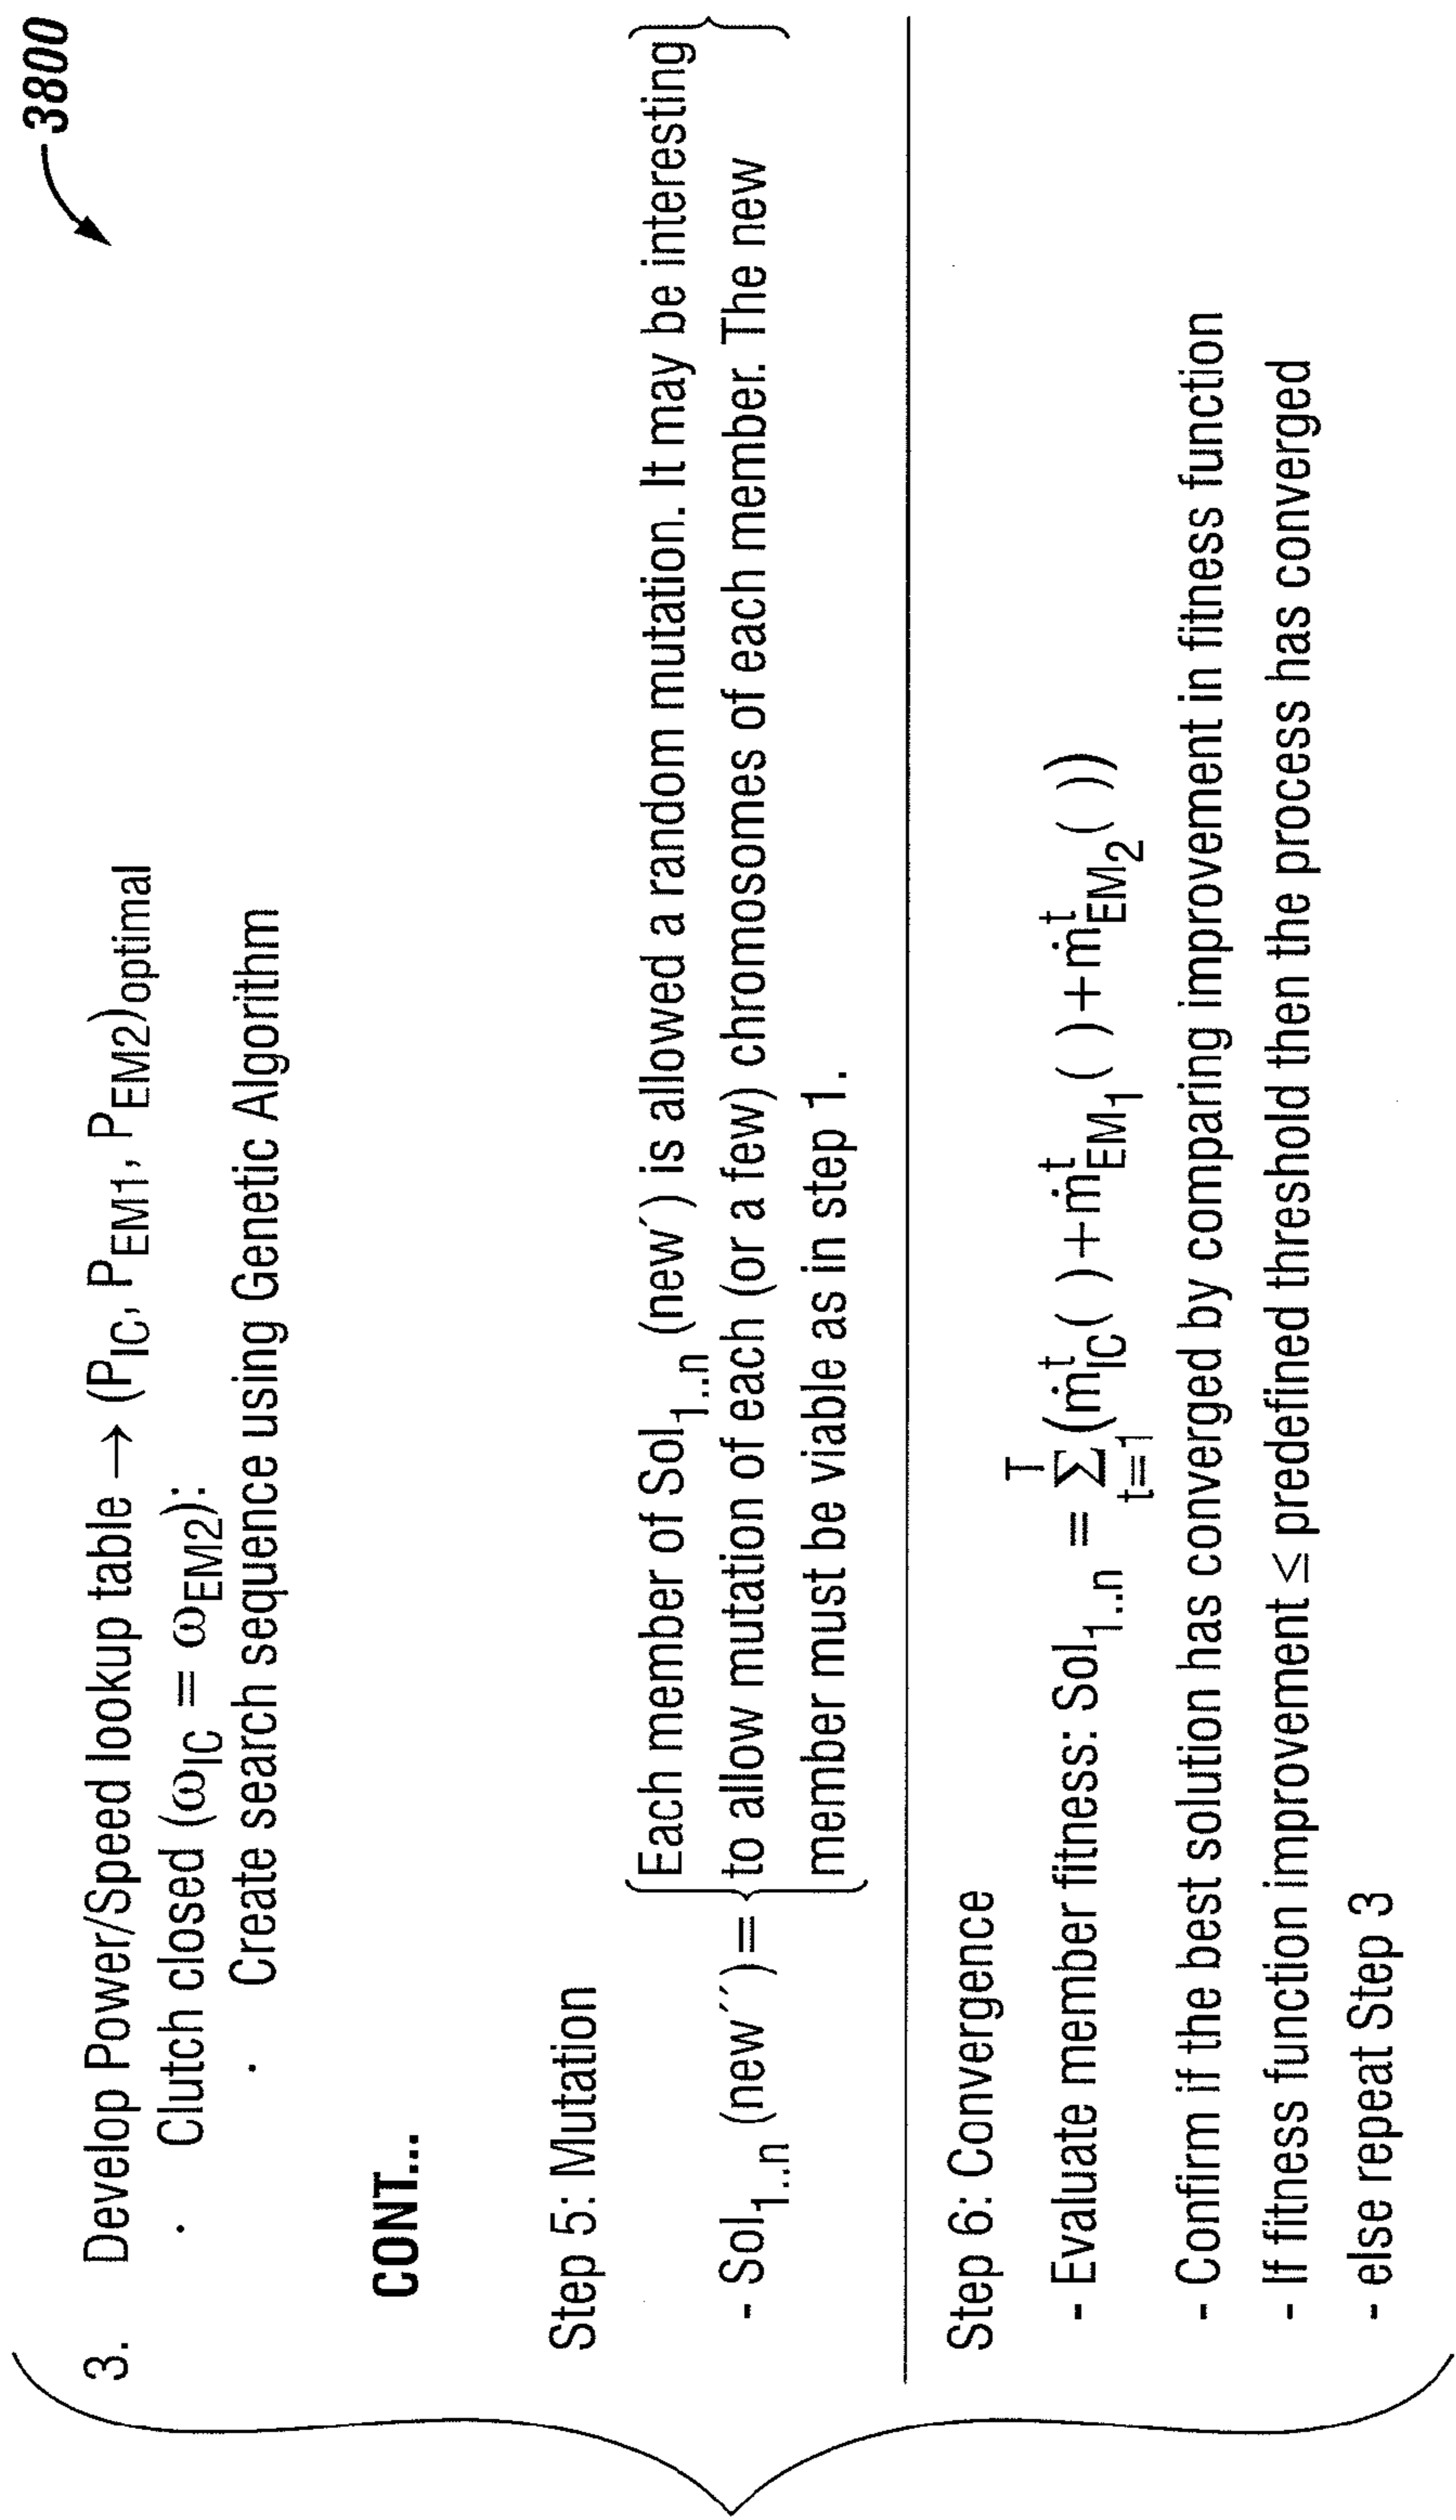 3800
3. Develop Power/Speed lookup table → (P_IC, P_EM1, P_EM2)_optimal
· Clutch closed (ω_IC = ω_EM2):
· Create search sequence using Genetic Algorithm
CONT...
Step 5: Mutation
- Sol_1..n (new´´) = { Each member of Sol_1..n (new´) is allowed a random mutation. It may be interesting }
to allow mutation of each (or a few) chromosomes of each member. The new
member must be viable as in step 1.
Step 6: Convergence
- Evaluate member fitness: Sol_1..n = Σ_{t=1}^{T} (ṁ_IC^t ( ) + ṁ_EM_1^t ( ) + ṁ_EM_2^t ( ))
- Confirm if the best solution has converged by comparing improvement in fitness function
- If fitness function improvement ≤ predefined threshold then the process has converged
- else repeat Step 3